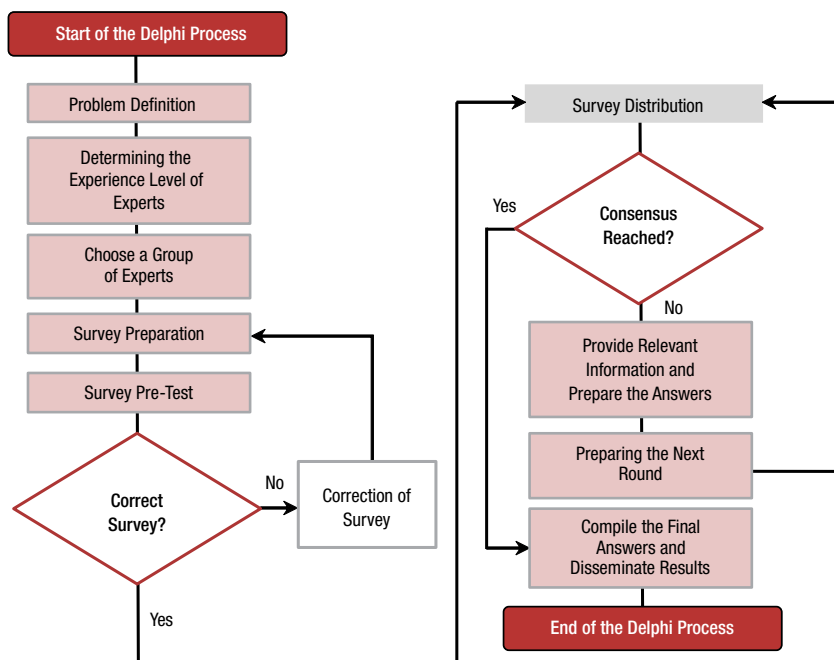 Start of the Delphi Process
Problem Definition
Determining the
Experience Level of
Experts
Choose a Group
of Experts
Survey Preparation
Survey Pre-Test
Correct
Survey?
No
Correction of
Survey
Yes
Survey Distribution
Consensus
Reached?
Yes
No
Provide Relevant
Information and
Prepare the Answers
Preparing the Next
Round
Compile the Final
Answers and
Disseminate Results
End of the Delphi Process